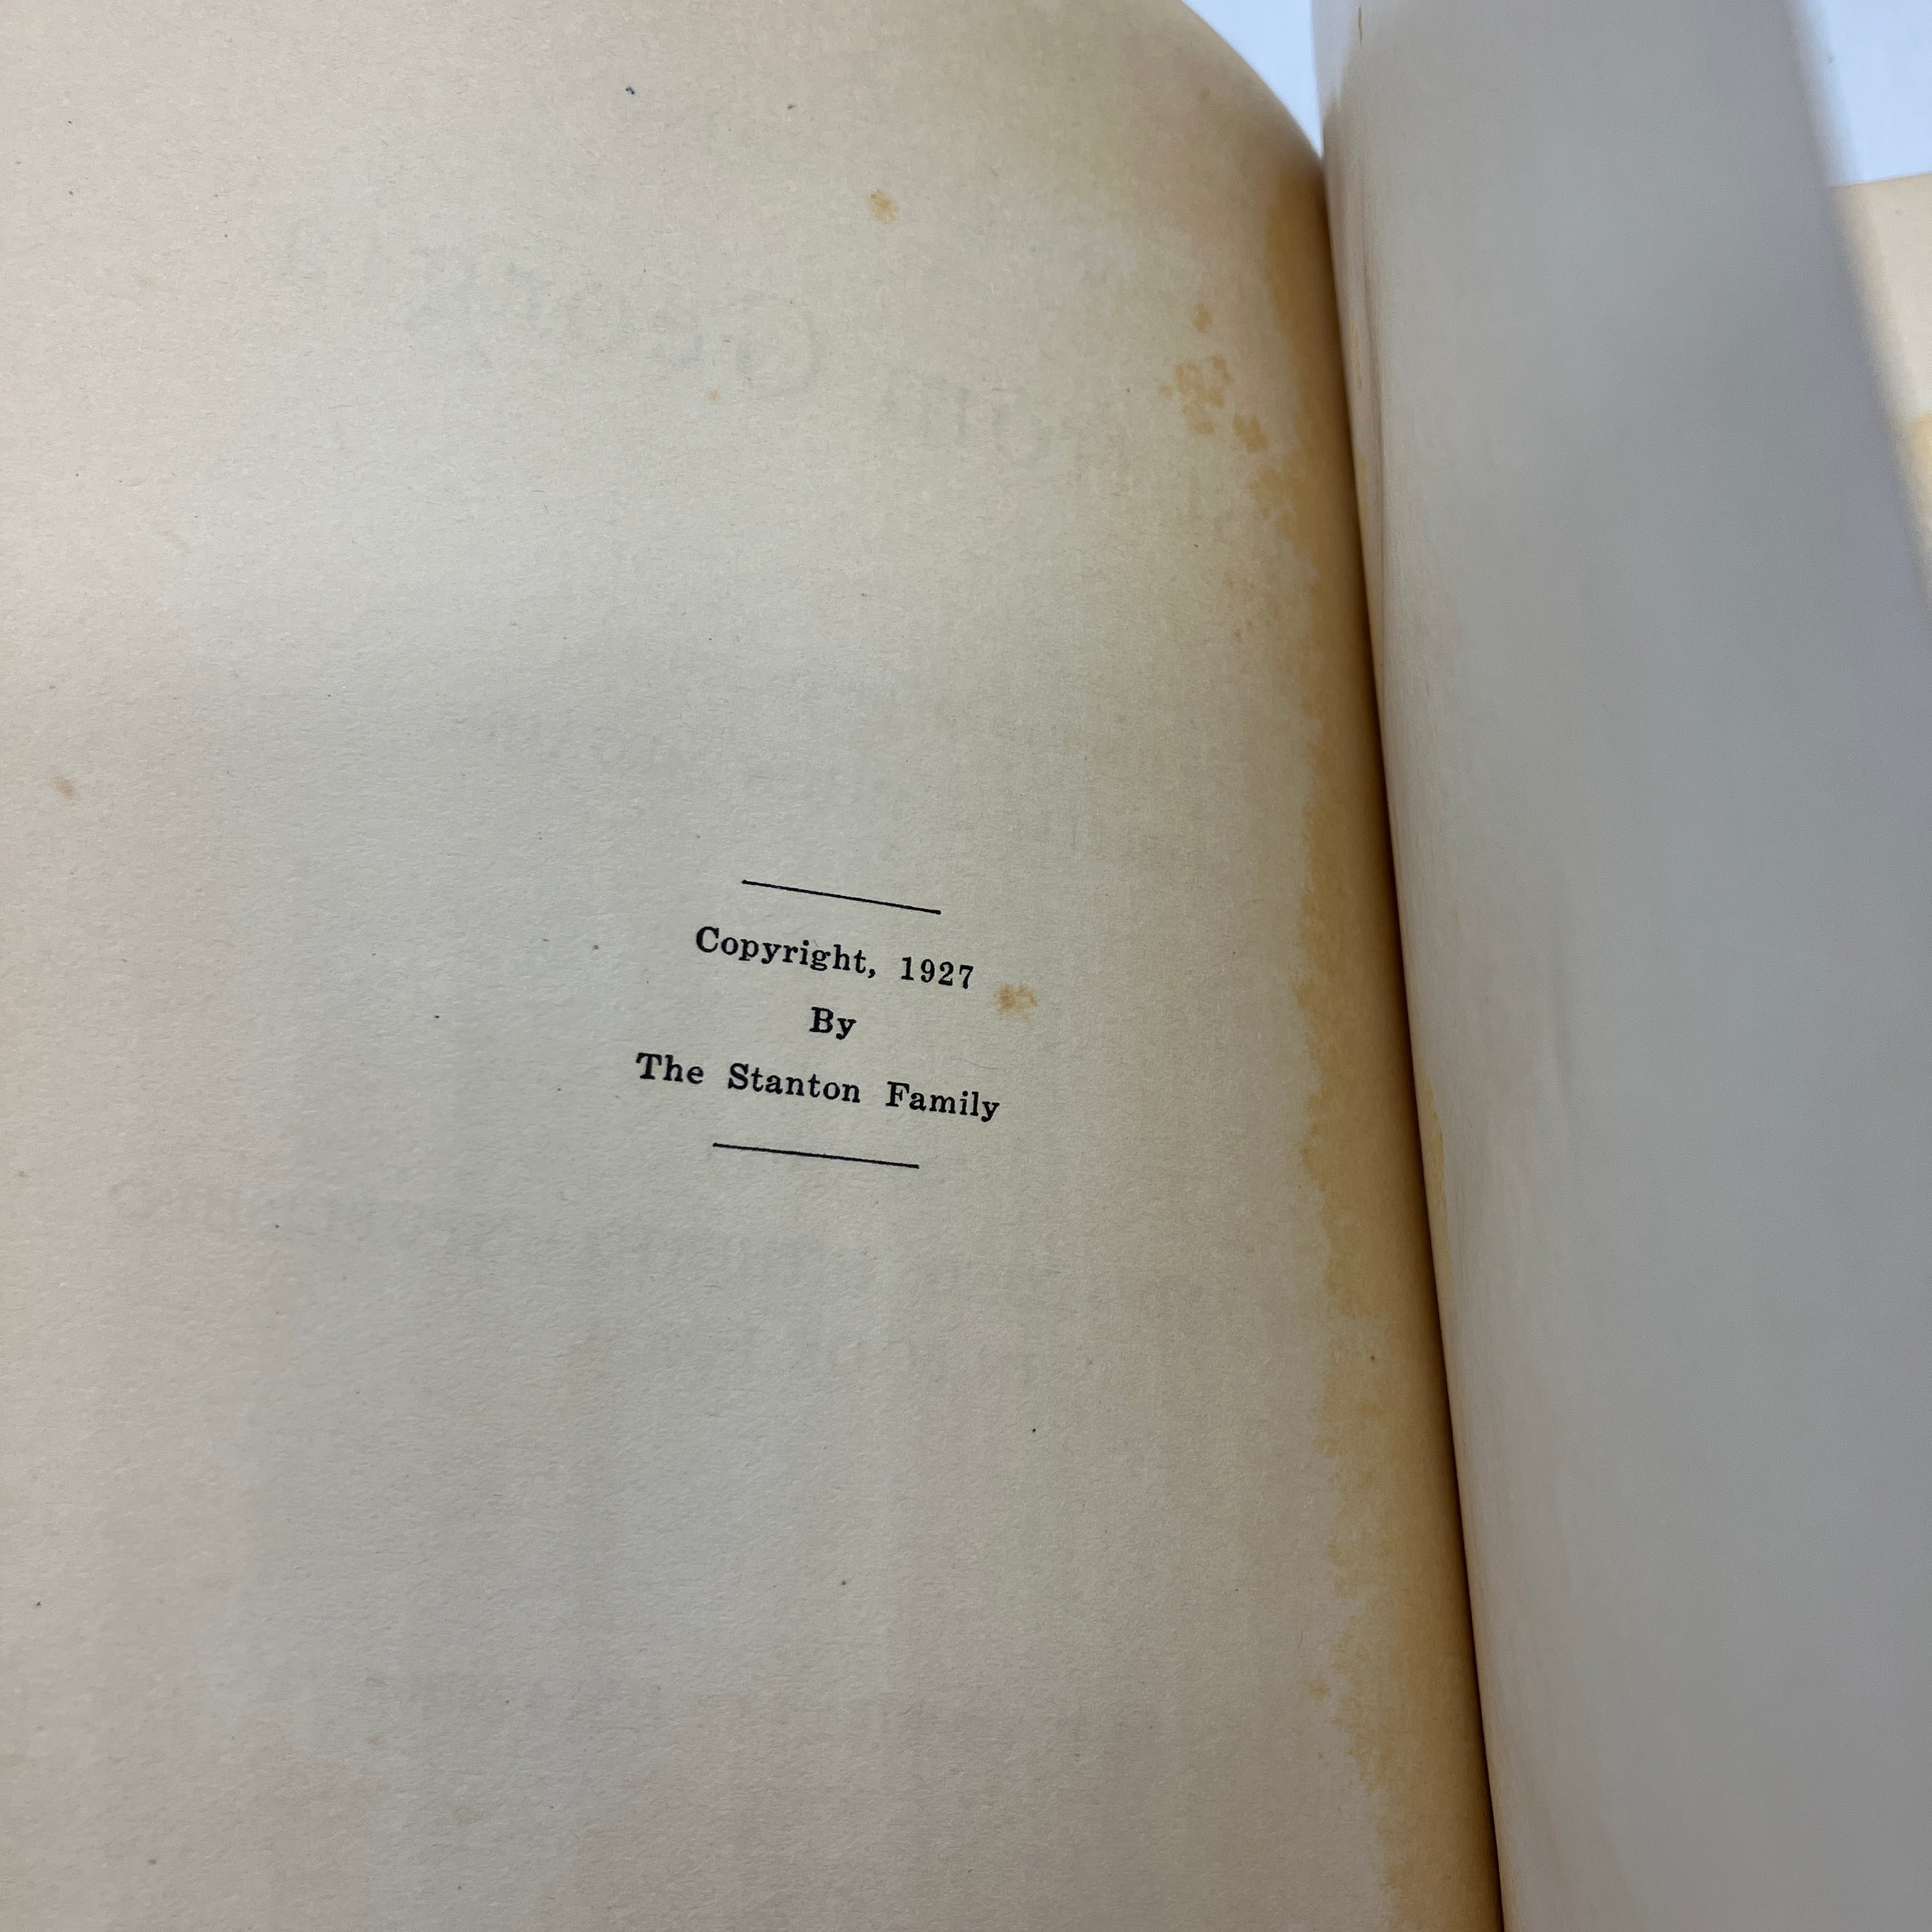 Copyright, 1927
By
The Stanton Family